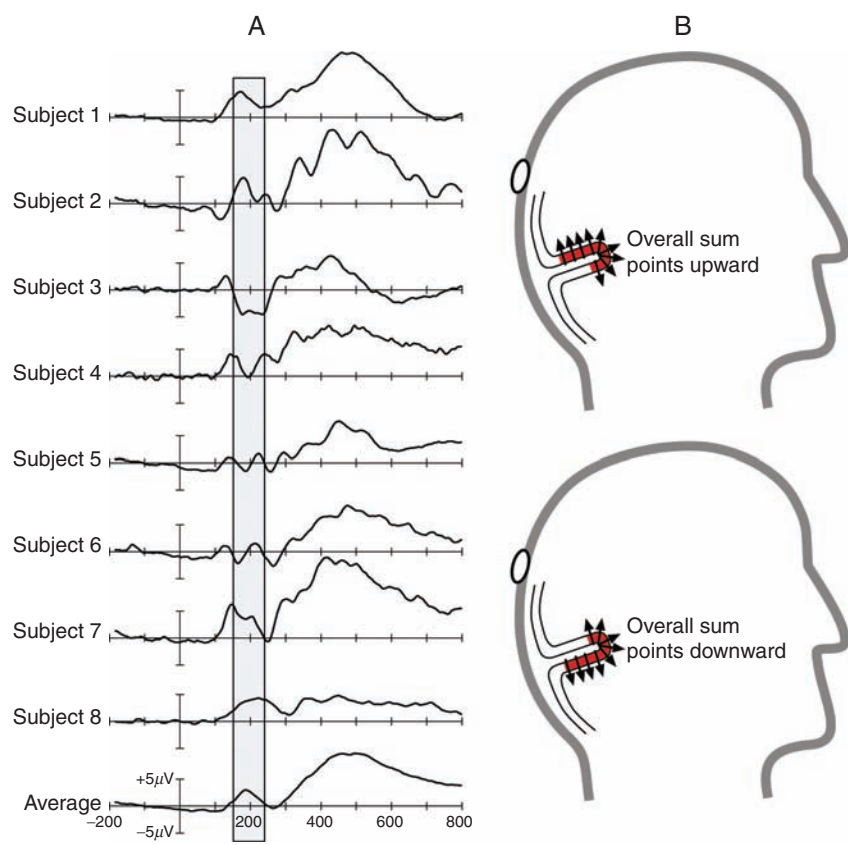 A
Subject 1
Subject 2
Subject 3
Subject 4
Subject 5
Subject 6
Subject 7
Subject 8
+5μV
Average
−200 −5μV 200 400 600 800
B
Overall sum
points upward
Overall sum
points downward